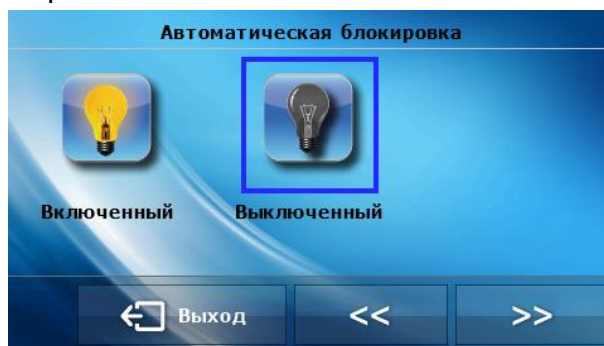 Автоматическая блокировка
Включенный Выключенный
Выход << >>